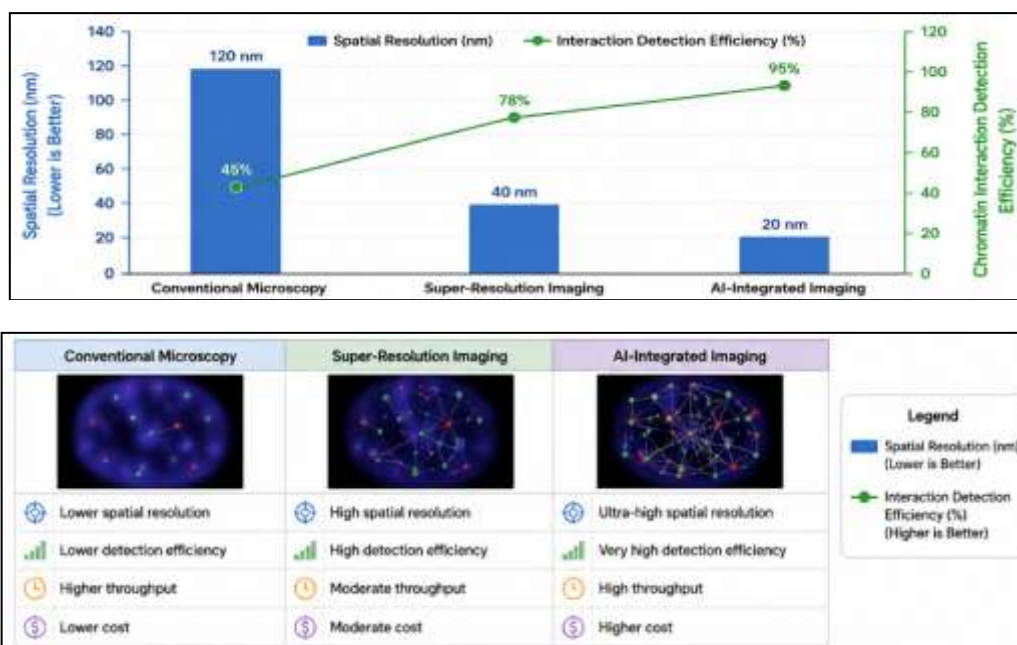 140
120
100
80
60
40
20
0
Spatial Resolution (nm)
(Lower is Better)
Spatial Resolution (nm)
Interaction Detection Efficiency (%)
120 nm
45%
78%
40 nm
95%
20 nm
120
100
80
60
40
20
0
Chromatin Interaction Detection
Efficiency (%)
Conventional Microscopy
Super-Resolution Imaging
AI-Integrated Imaging
Conventional Microscopy
Super-Resolution Imaging
AI-Integrated Imaging
Lower spatial resolution
High spatial resolution
Ultra-high spatial resolution
Lower detection efficiency
High detection efficiency
Very high detection efficiency
Higher throughput
Moderate throughput
High throughput
$ Lower cost
$ Moderate cost
$ Higher cost
Legend
Spatial Resolution (nm)
(Lower is Better)
Interaction Detection
Efficiency (%)
(Higher is Better)